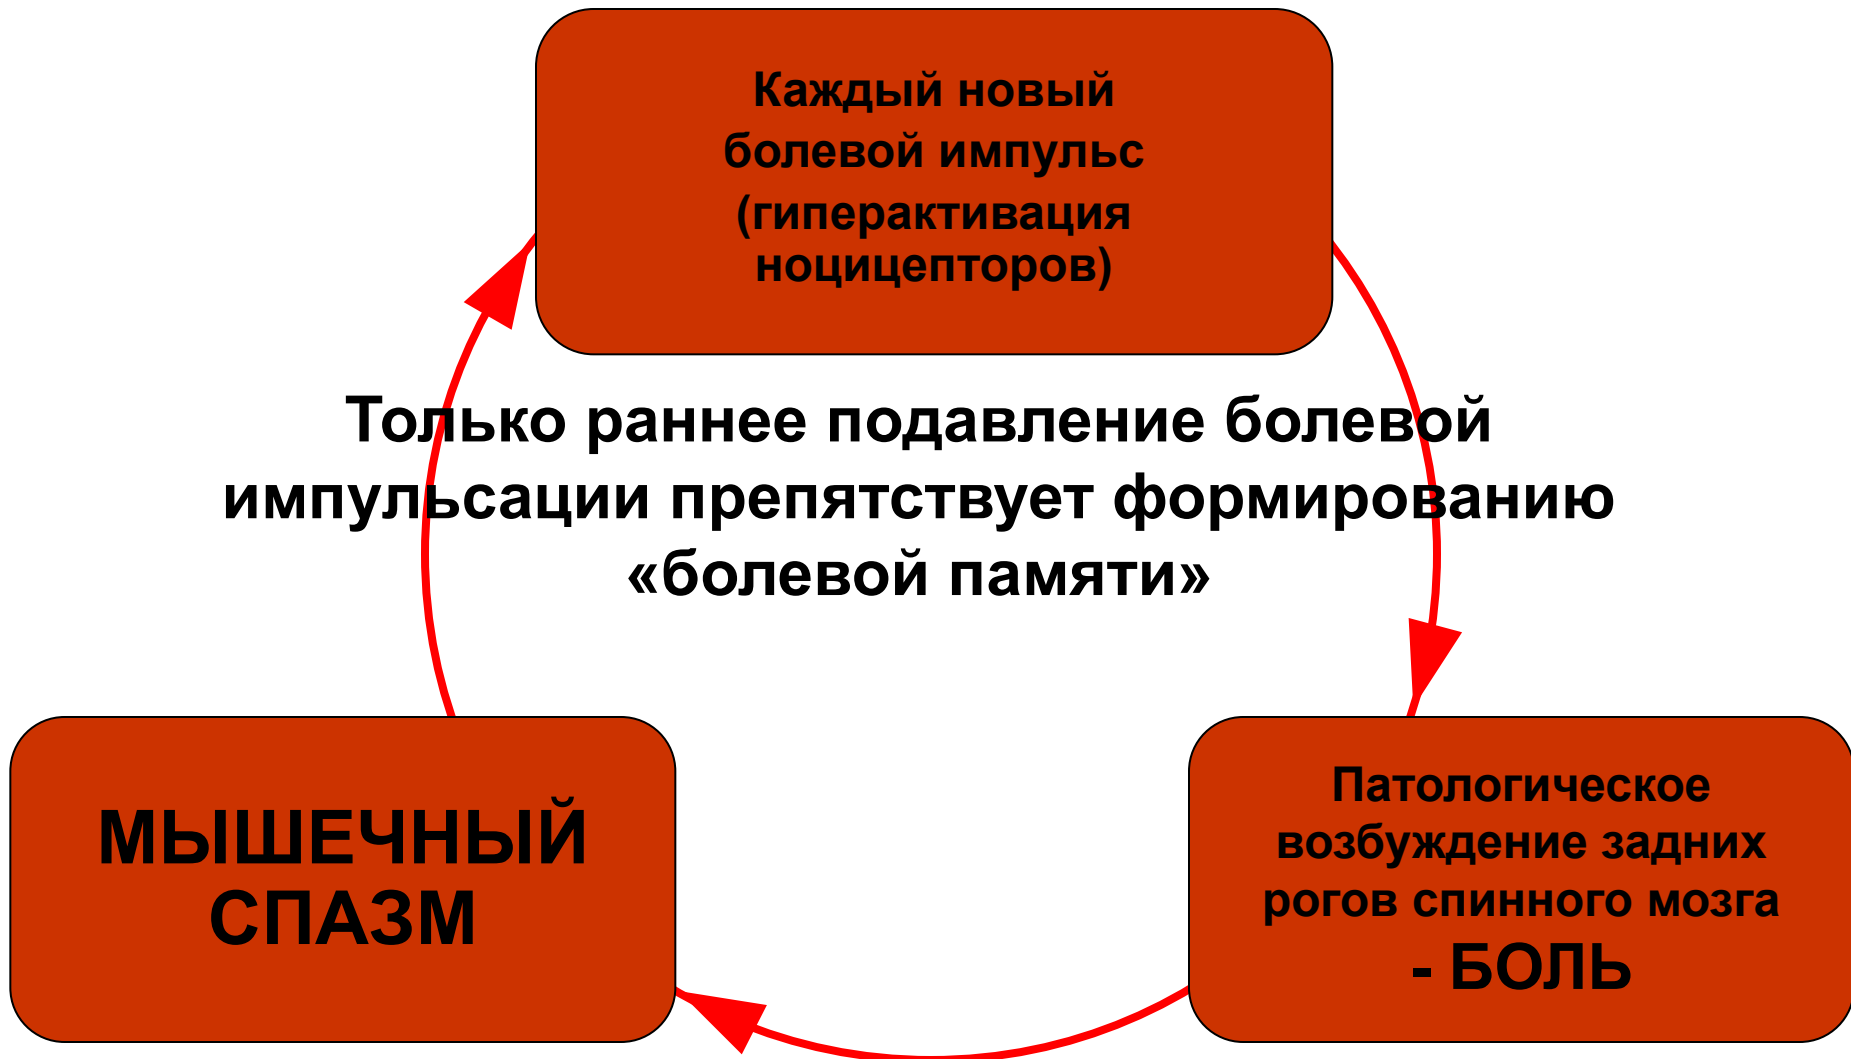 Каждый новый
болевой импульс
(гиперактивация
ноцицепторов)
Только раннее подавление болевой
импульсации препятствует формированию
«болевой памяти»
МЫШЕЧНЫЙ
СПАЗМ
Патологическое
возбуждение задних
рогов спинного мозга
- БОЛЬ